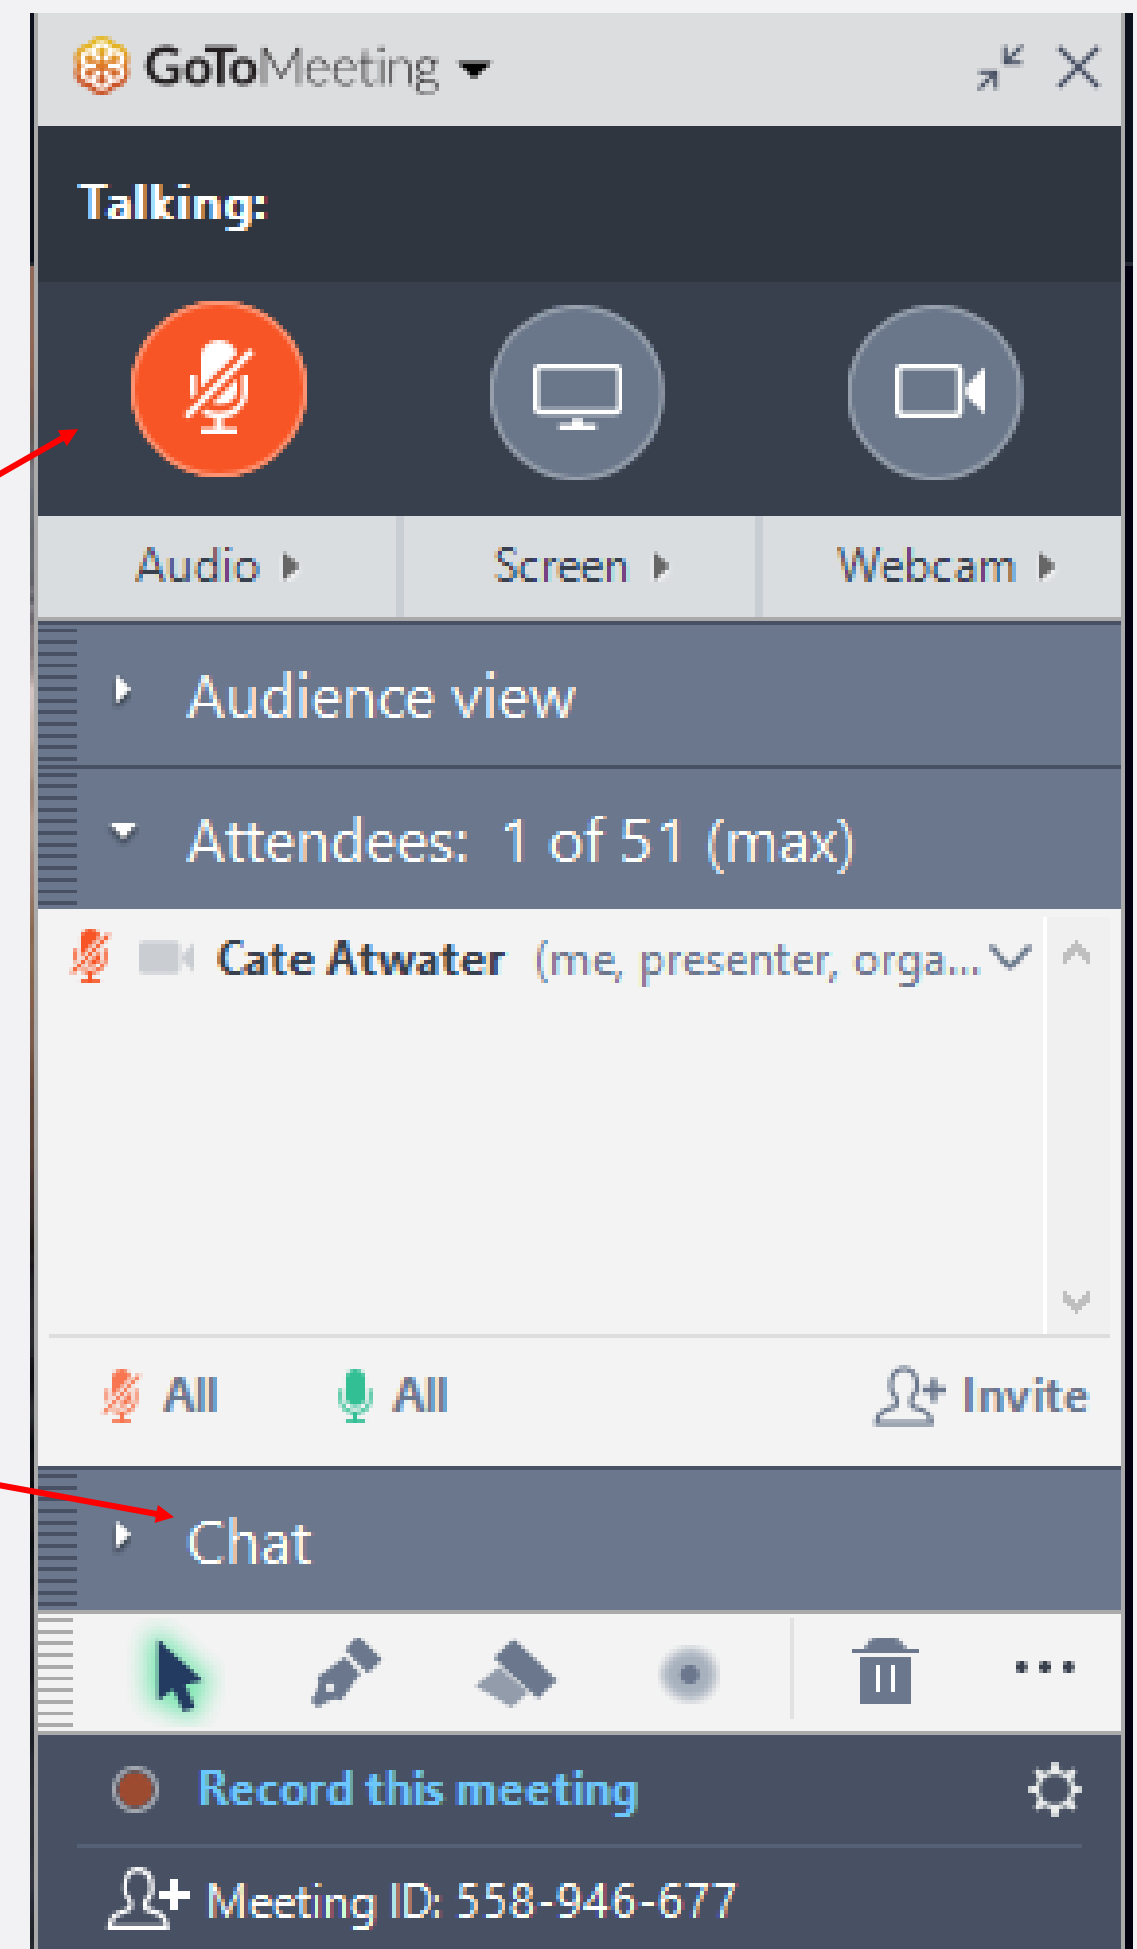 GoToMeeting
Talking:
Audio Screen Webcam
Audience view
Attendees: 1 of 51 (max)
Cate Atwater (me, presenter, orga...
All All Invite
Chat
...
Record this meeting
Meeting ID: 558-946-677